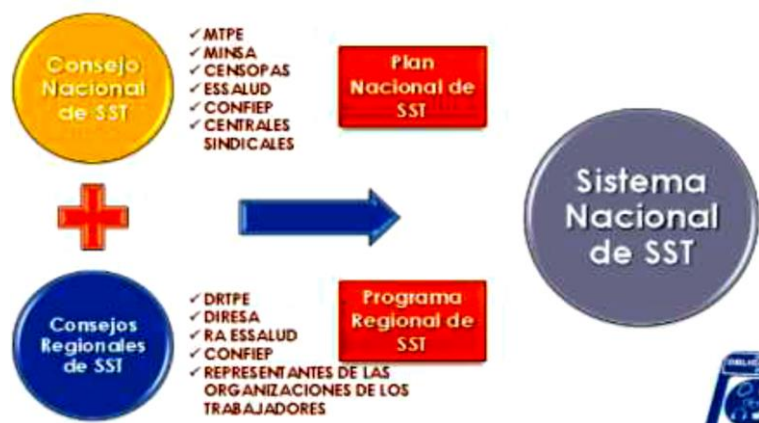 Consejo
Nacional
de SST
✓ MTPE
✓ MINSA
✓ CENSOPAS
✓ ESSALUD
✓ CONFIEP
✓ CENTRALES
SINDICALES
Plan
Nacional de
SST
Sistema
Nacional
de SST
Consejos
Regionales
de SST
✓ DRTPE
✓ DIRESA
✓ RA ESSALUD
✓ CONFIEP
✓ REPRESENTANTES DE LAS
ORGANIZACIONES DE LOS
TRABAJADORES
Programa
Regional de
SST